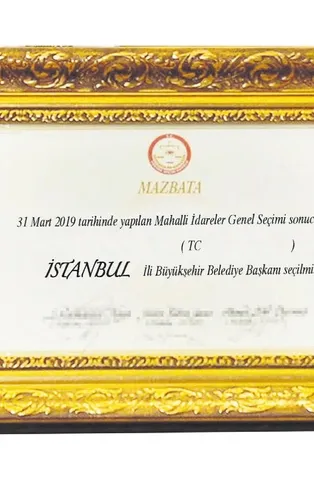 MAZBATA
31 Mart 2019 tarihinde yapılan Mahalli İdareler Genel Seçimi sonuc
( TC )
İSTANBUL İli Büyükşehir Belediye Başkanı seçilmi